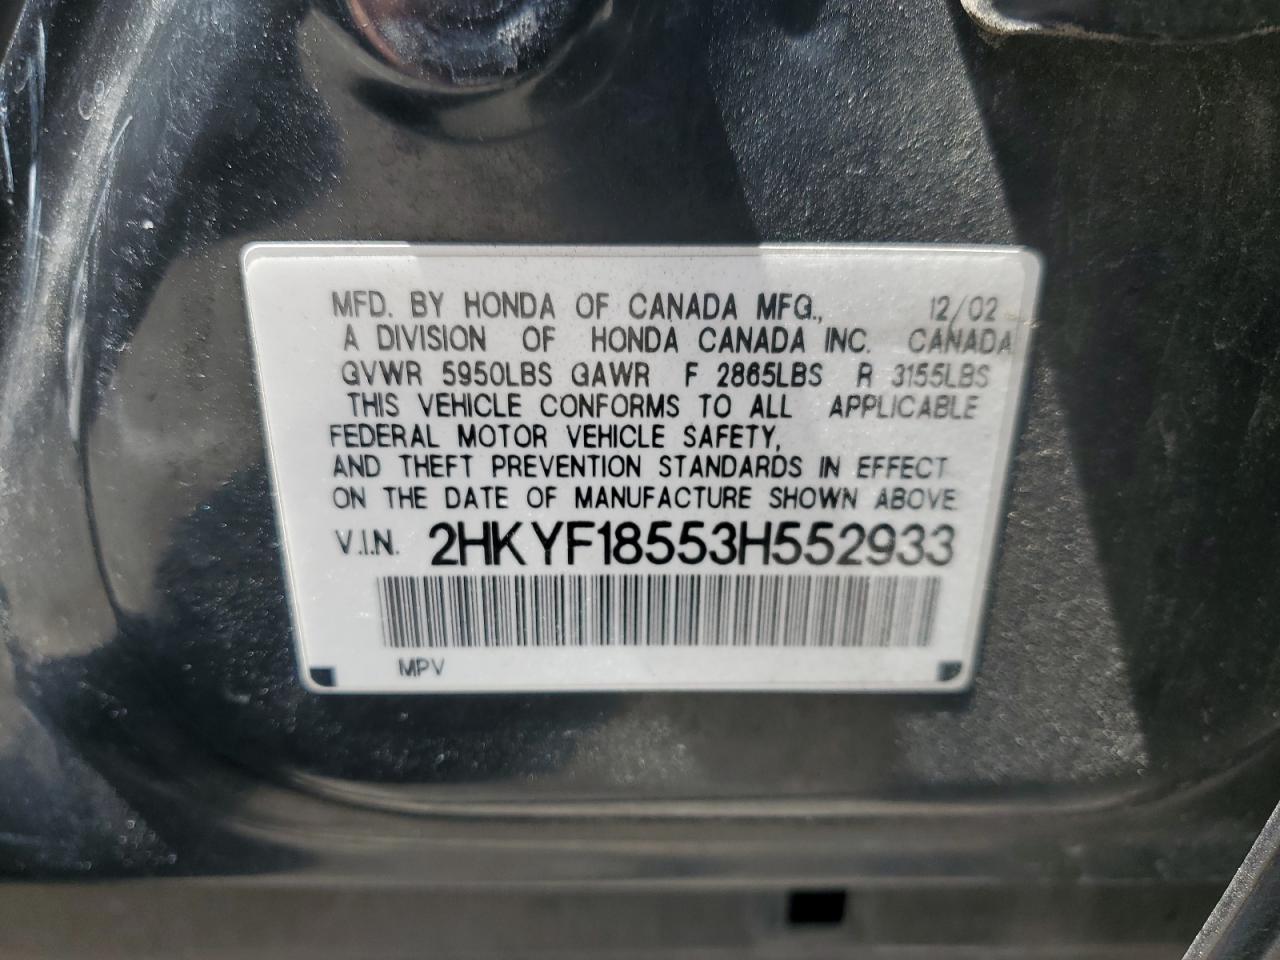 MFD. BY HONDA OF CANADA MFG., 12/02
A DIVISION OF HONDA CANADA INC. CANADA
GVWR 5950LBS GAWR F 2865LBS R 3155LBS
THIS VEHICLE CONFORMS TO ALL APPLICABLE
FEDERAL MOTOR VEHICLE SAFETY,
AND THEFT PREVENTION STANDARDS IN EFFECT
ON THE DATE OF MANUFACTURE SHOWN ABOVE
V.I.N. 2HKYF18553H552933
MPV